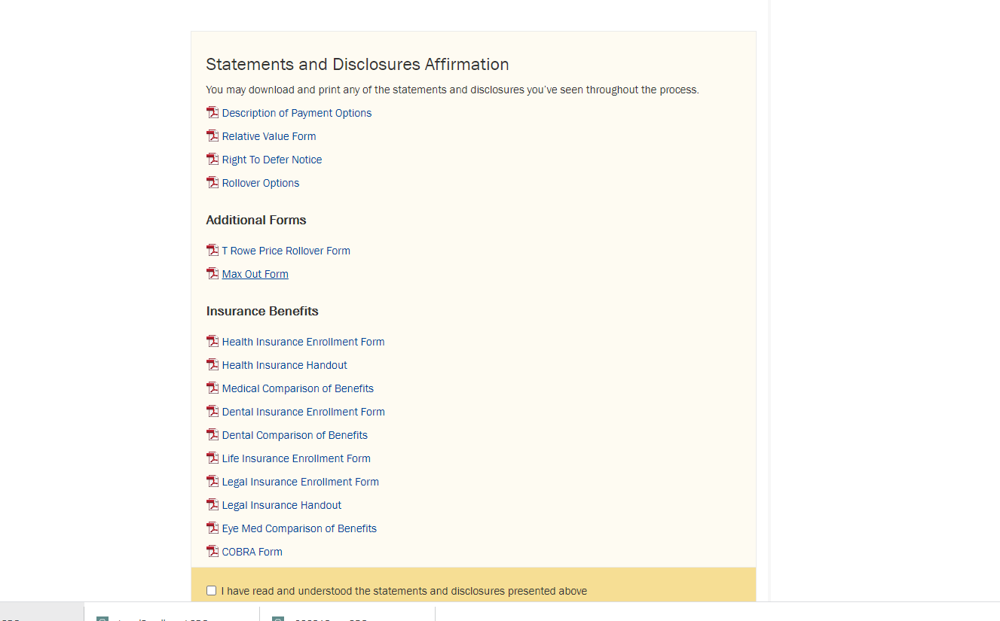 Statements and Disclosures Affirmation
You may download and print any of the statements and disclosures you've seen throughout the process.
Description of Payment Options
Relative Value Form
Right To Defer Notice
Rollover Options
Additional Forms
T Rowe Price Rollover Form
Max Out Form
Insurance Benefits
Health Insurance Enrollment Form
Health Insurance Handout
Medical Comparison of Benefits
Dental Insurance Enrollment Form
Dental Comparison of Benefits
Life Insurance Enrollment Form
Legal Insurance Enrollment Form
Legal Insurance Handout
Eye Med Comparison of Benefits
COBRA Form
I have read and understood the statements and disclosures presented above